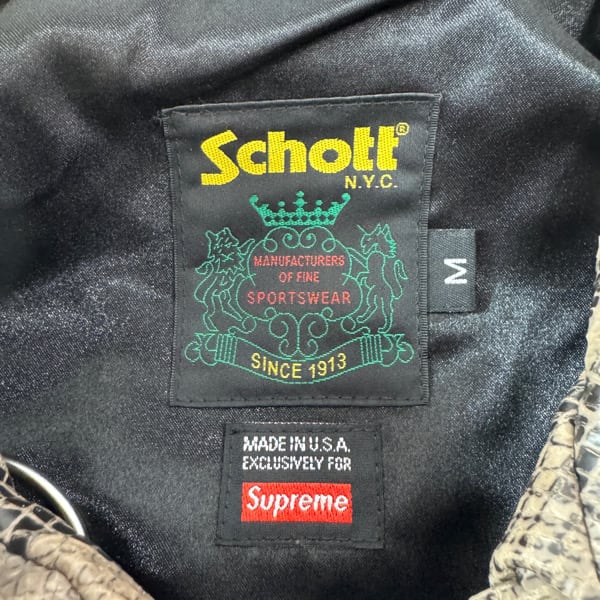 Schott®
N.Y.C.
MANUFACTURERS
OF FINE
SPORTSWEAR
SINCE 1913
M
MADE IN U.S.A.
EXCLUSIVELY FOR
Supreme